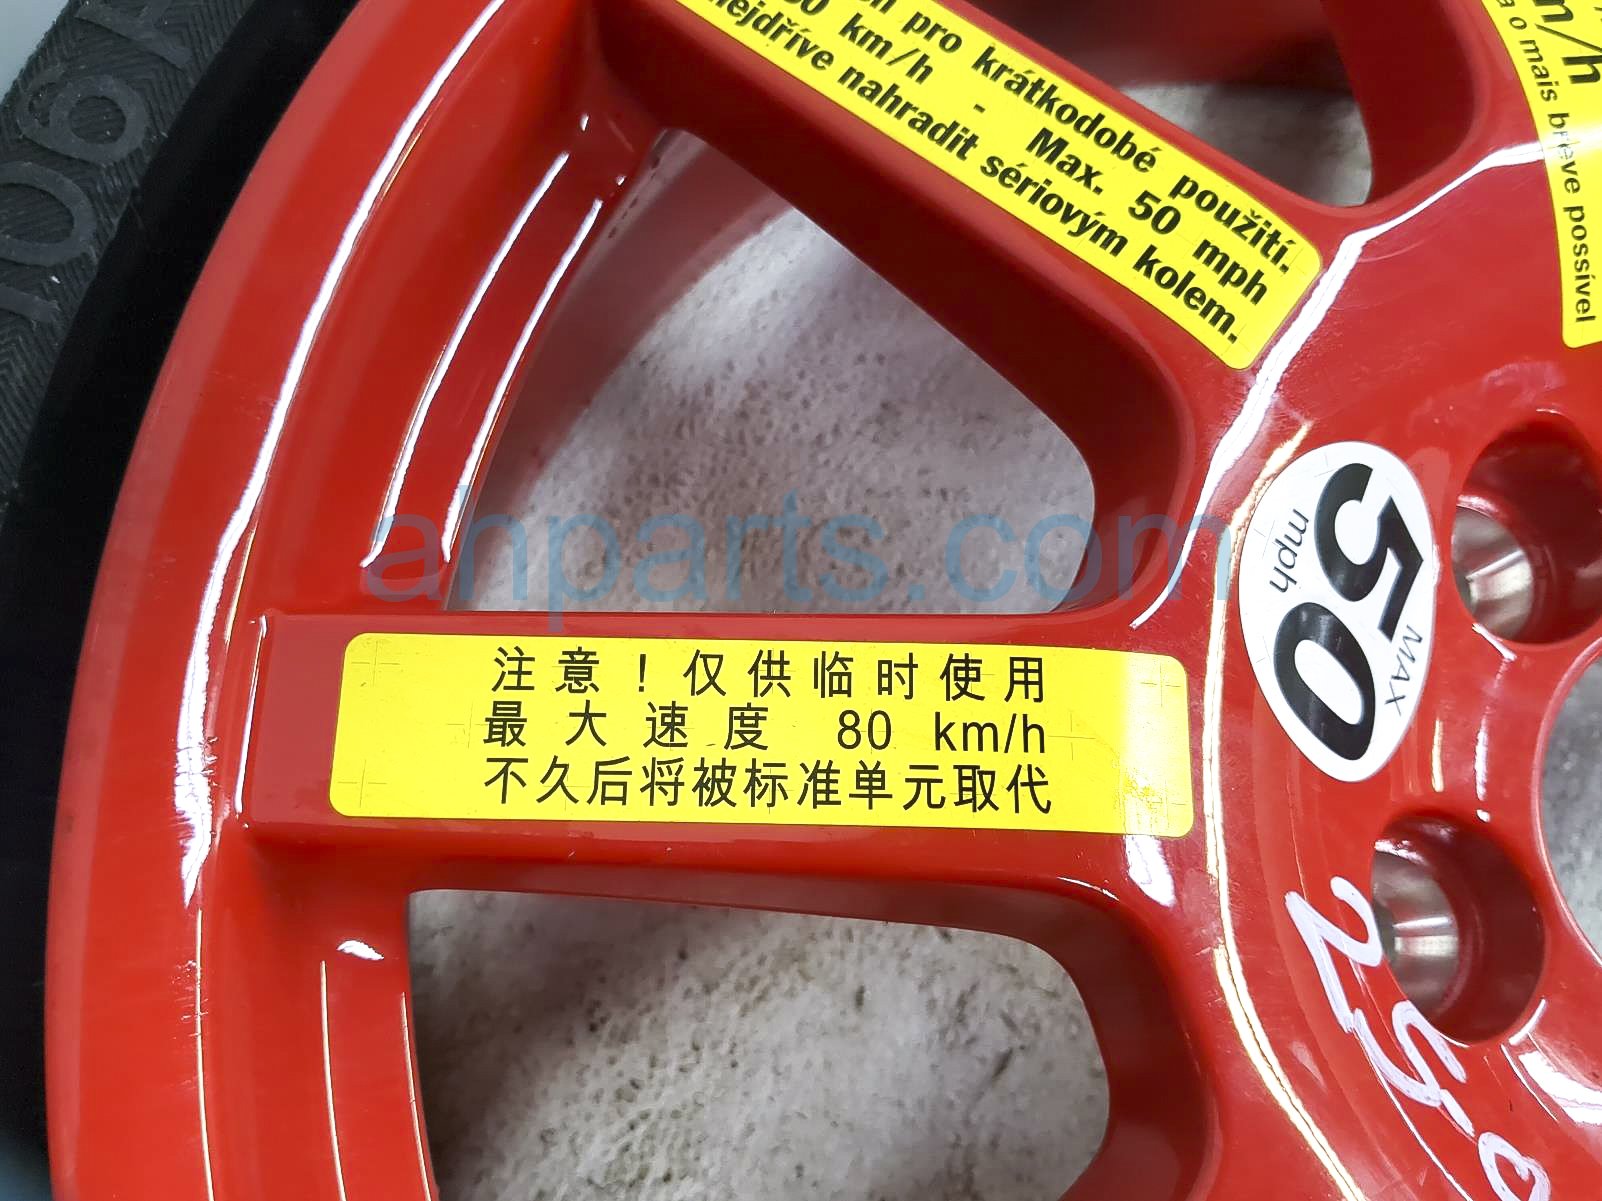 pro krátkodobé použití.
km/h - Max. 50 mph
nejdříve nahradit sériovým kolem.
m/h
o mais breve possível
MAX
50
mph
注意！仅供临时使用
最大速度 80 km/h
不久后将被标准单元取代
ahparts.com